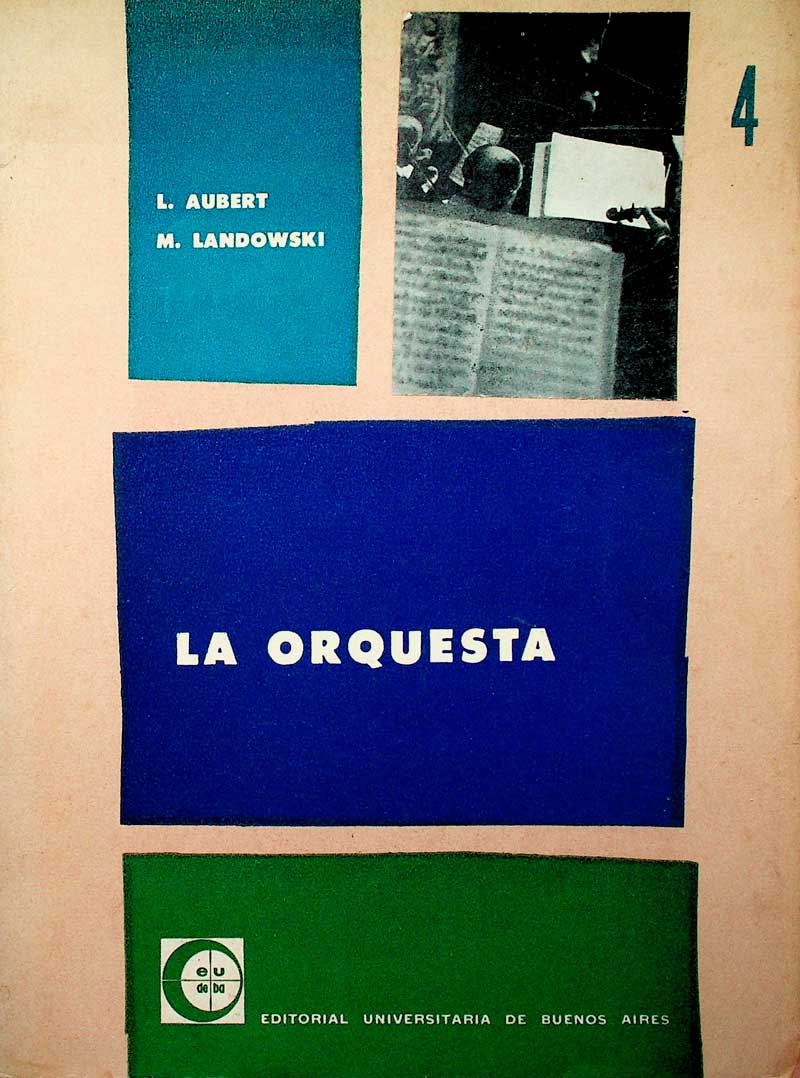 4
L. AUBERT
M. LANDOWSKI
LA ORQUESTA
eu
de ba
EDITORIAL UNIVERSITARIA DE BUENOS AIRES